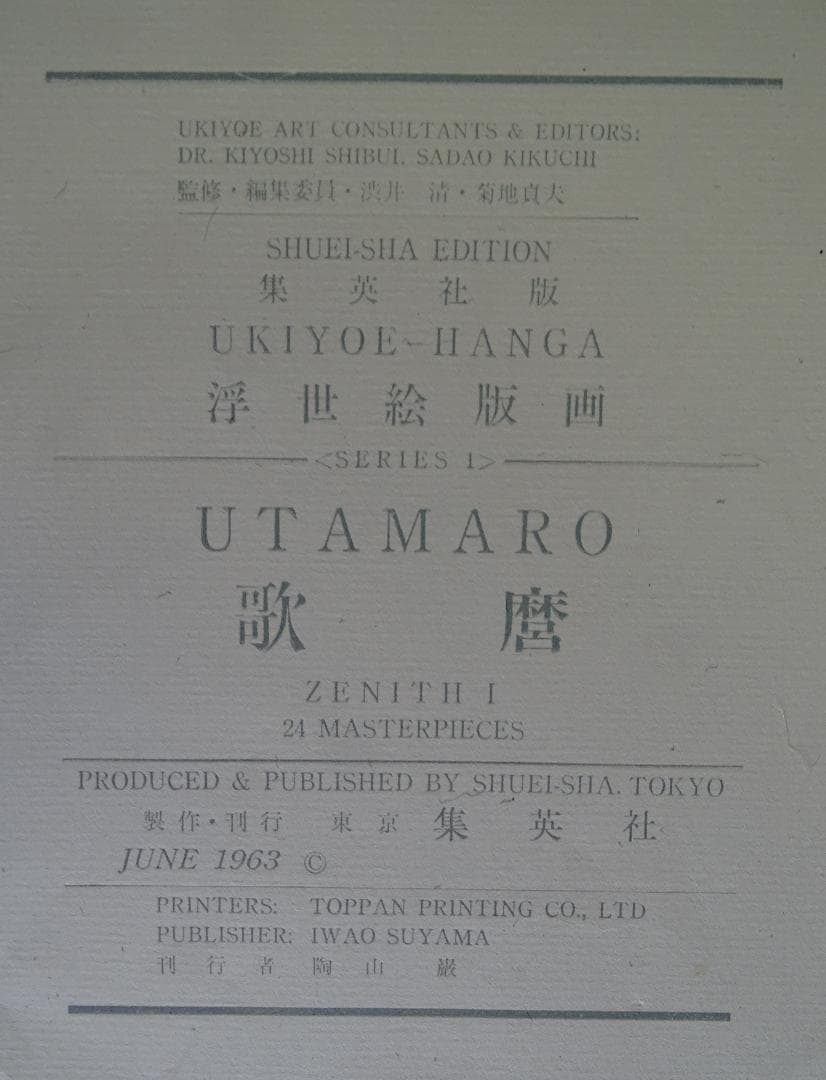 UKIYOE ART CONSULTANTS & EDITORS:
DR. KIYOSHI SHIBUI, SADAO KIKUCHI
監修・編集委員・渋井 清・菊地貞夫
SHUEI-SHA EDITION
集英社版
UKIYOE-HANGA
浮世絵版画
<SERIES 1>
UTAMARO
歌麿
ZENITH I
24 MASTERPIECES
PRODUCED & PUBLISHED BY SHUEI-SHA. TOKYO
製作・刊行 東京 集英社
JUNE 1963 ©
PRINTERS: TOPPAN PRINTING CO., LTD
PUBLISHER: IWAO SUYAMA
刊行者 陶山 巌